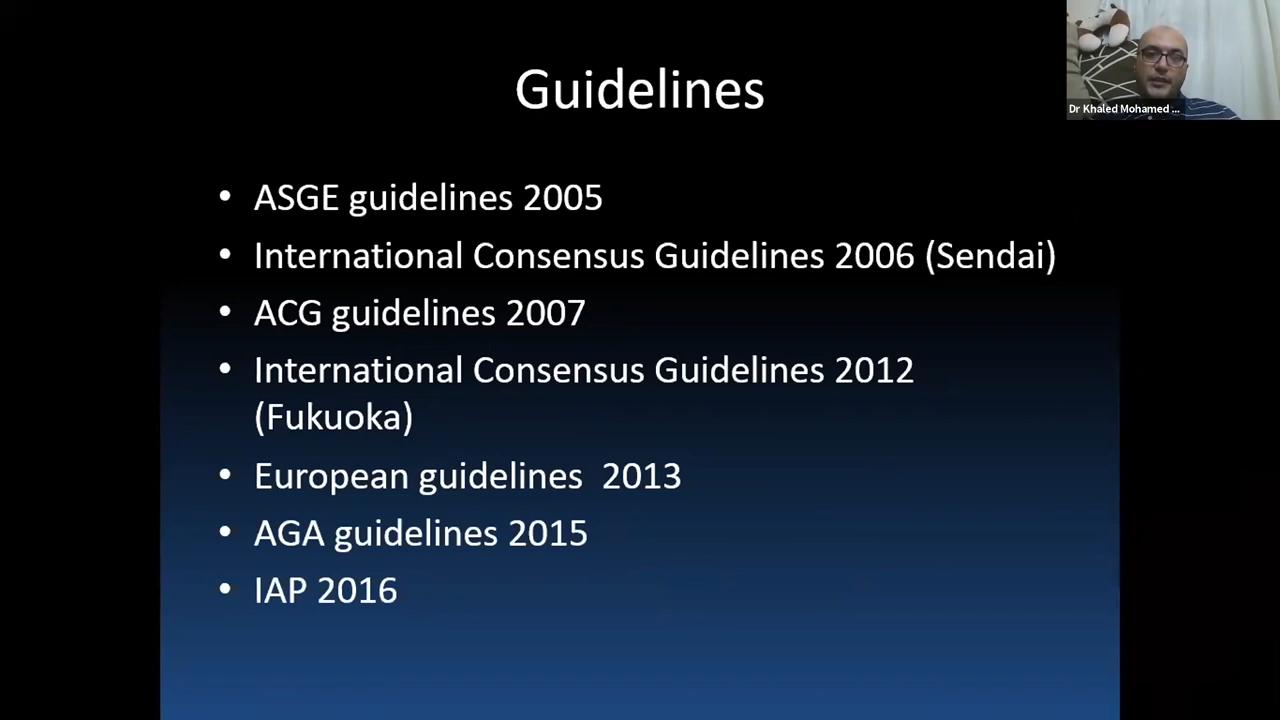 Guidelines
Dr Khaled Mohamed ...
• ASGE guidelines 2005
• International Consensus Guidelines 2006 (Sendai)
• ACG guidelines 2007
• International Consensus Guidelines 2012
(Fukuoka)
• European guidelines 2013
• AGA guidelines 2015
• IAP 2016